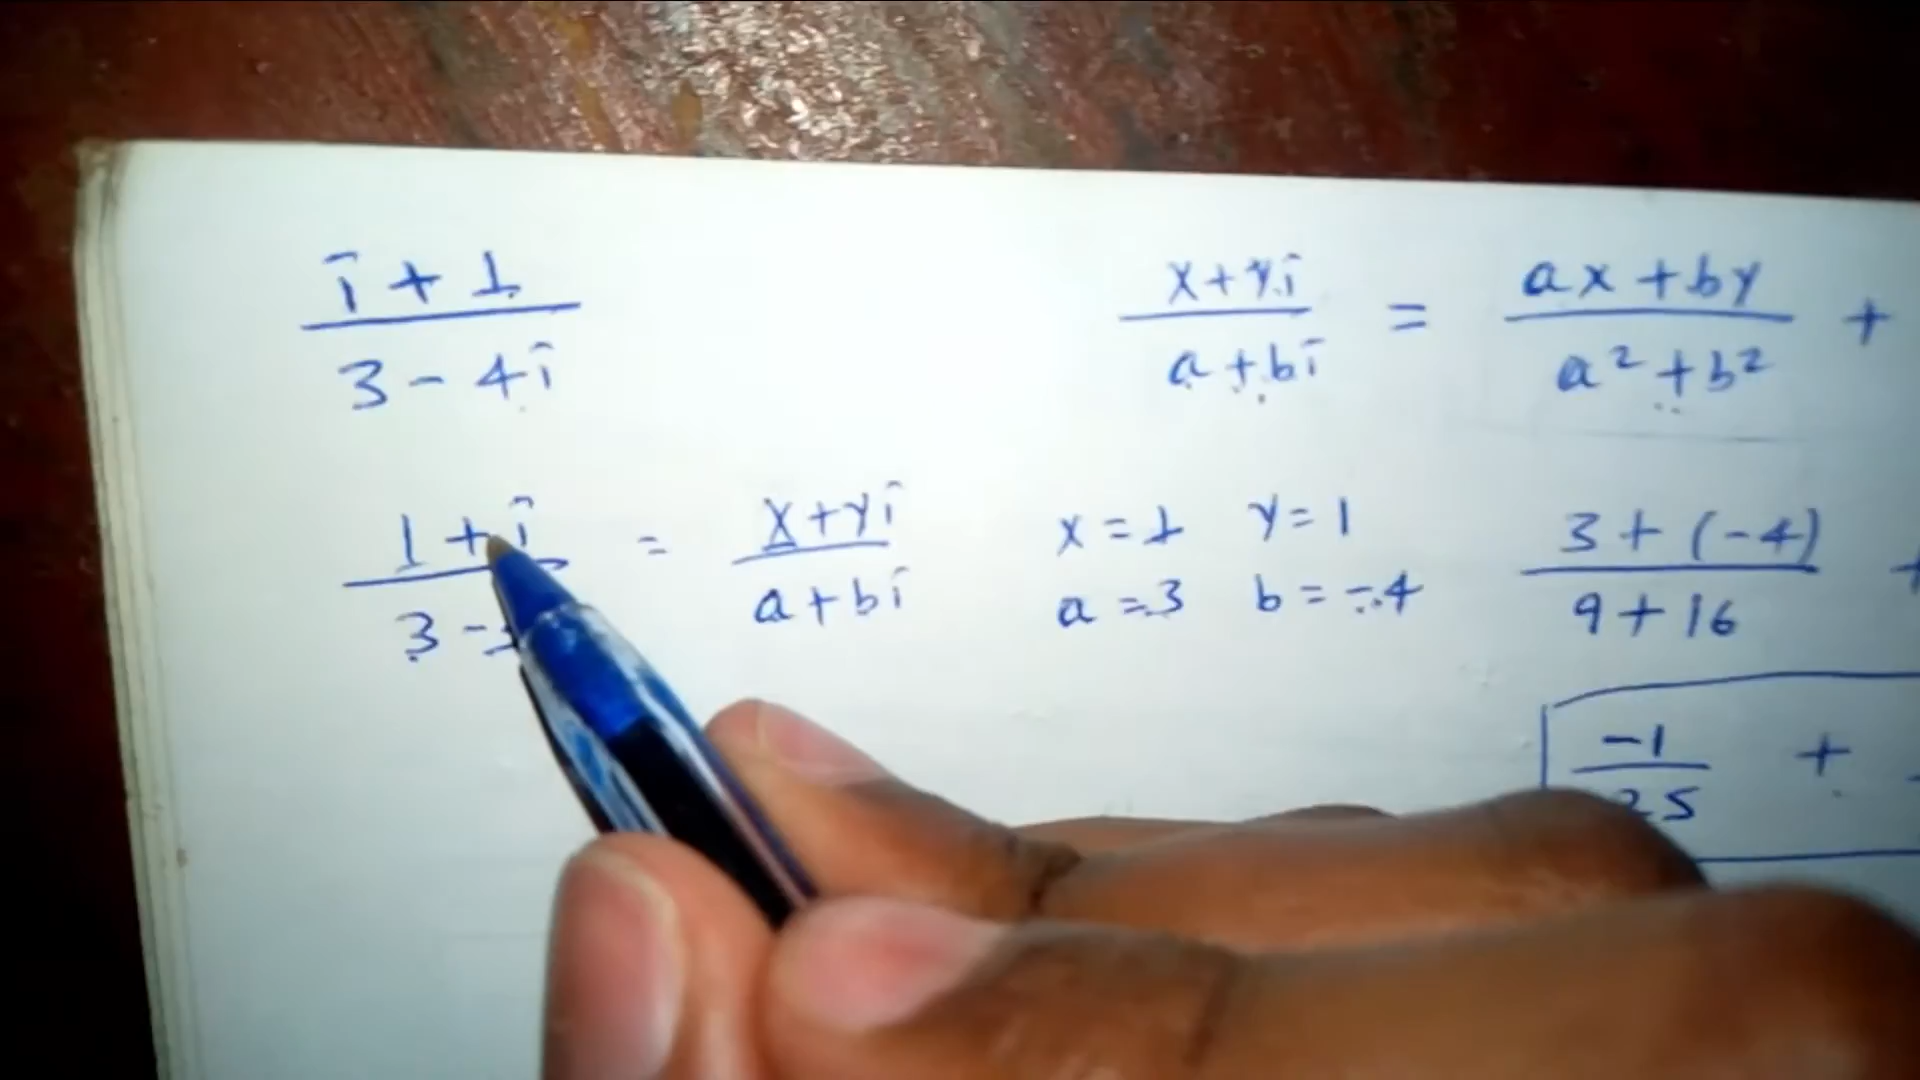 i + 1 / 3 - 4i
x + yi / a + bi = ax + by / a² + b² +
1 + i / 3 - = x + yi / a + bi
x = 1 y = 1
a = 3 b = -4
3 + (-4) / 9 + 16 +
-1 / 25 +